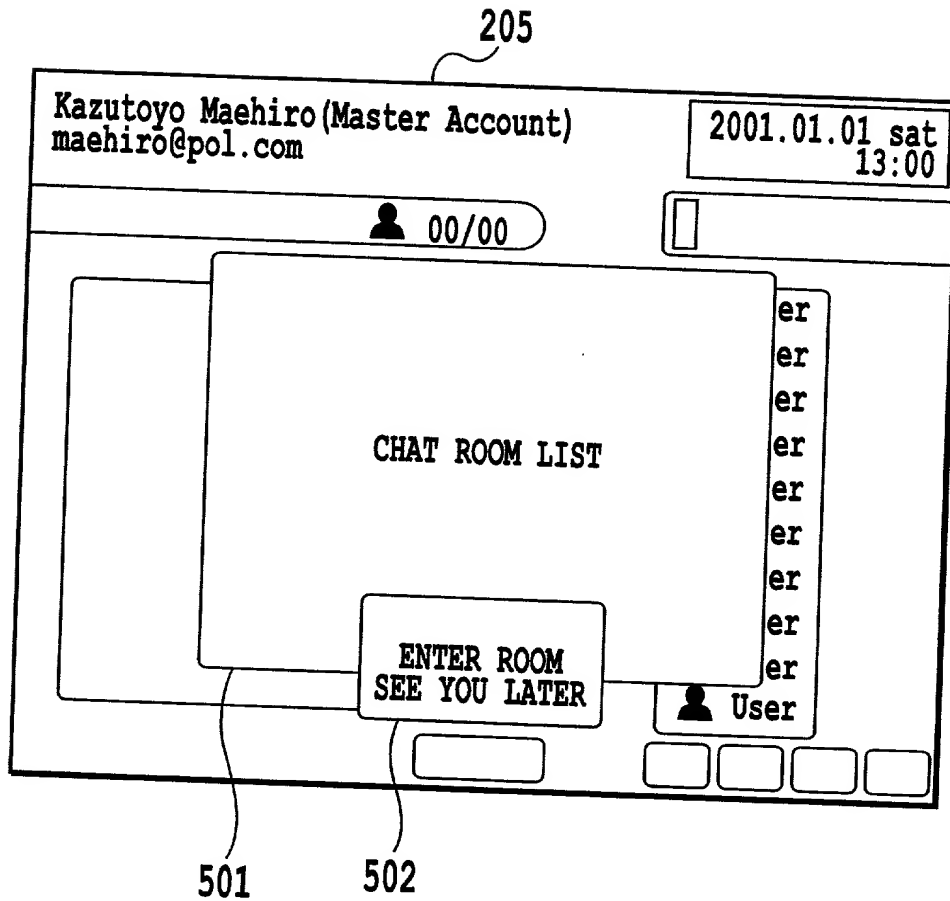 205
Kazutoyo Maehiro(Master Account)
maehiro@pol.com
2001.01.01 sat
13:00
00/00
er
er
er
er
er
er
er
er
er
User
CHAT ROOM LIST
ENTER ROOM
SEE YOU LATER
501
502